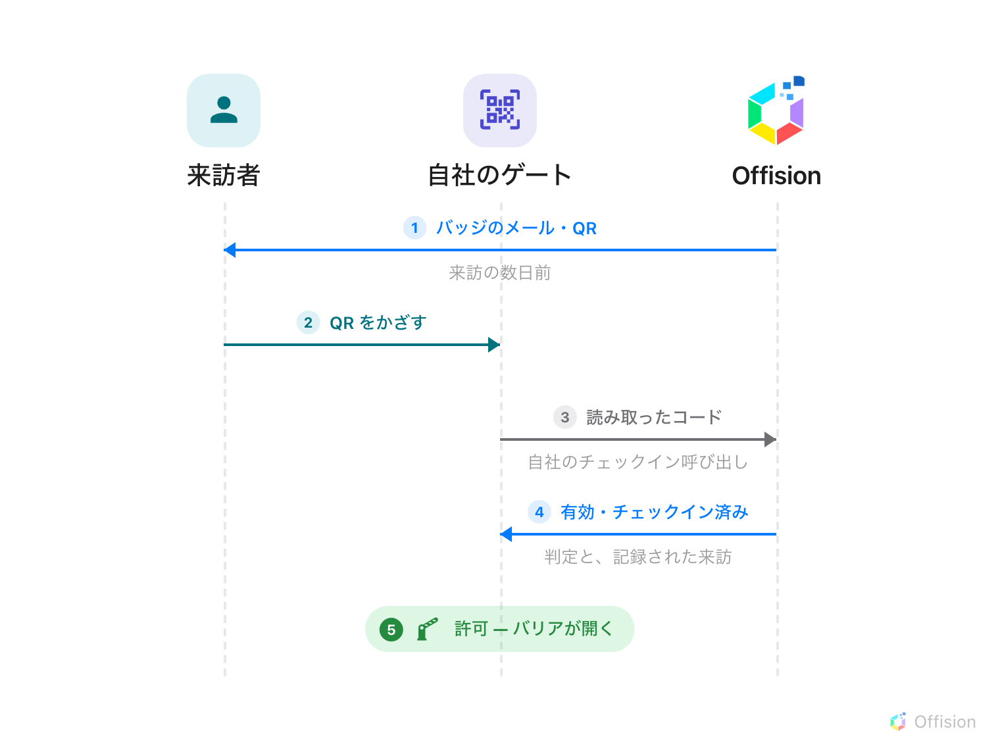 来訪者
自社のゲート
Offision
1 バッジのメール・QR
来訪の数日前
2 QR をかざす
3 読み取ったコード
自社のチェックイン呼び出し
4 有効・チェックイン済み
判定と、記録された来訪
5 許可 — バリアが開く
Offision